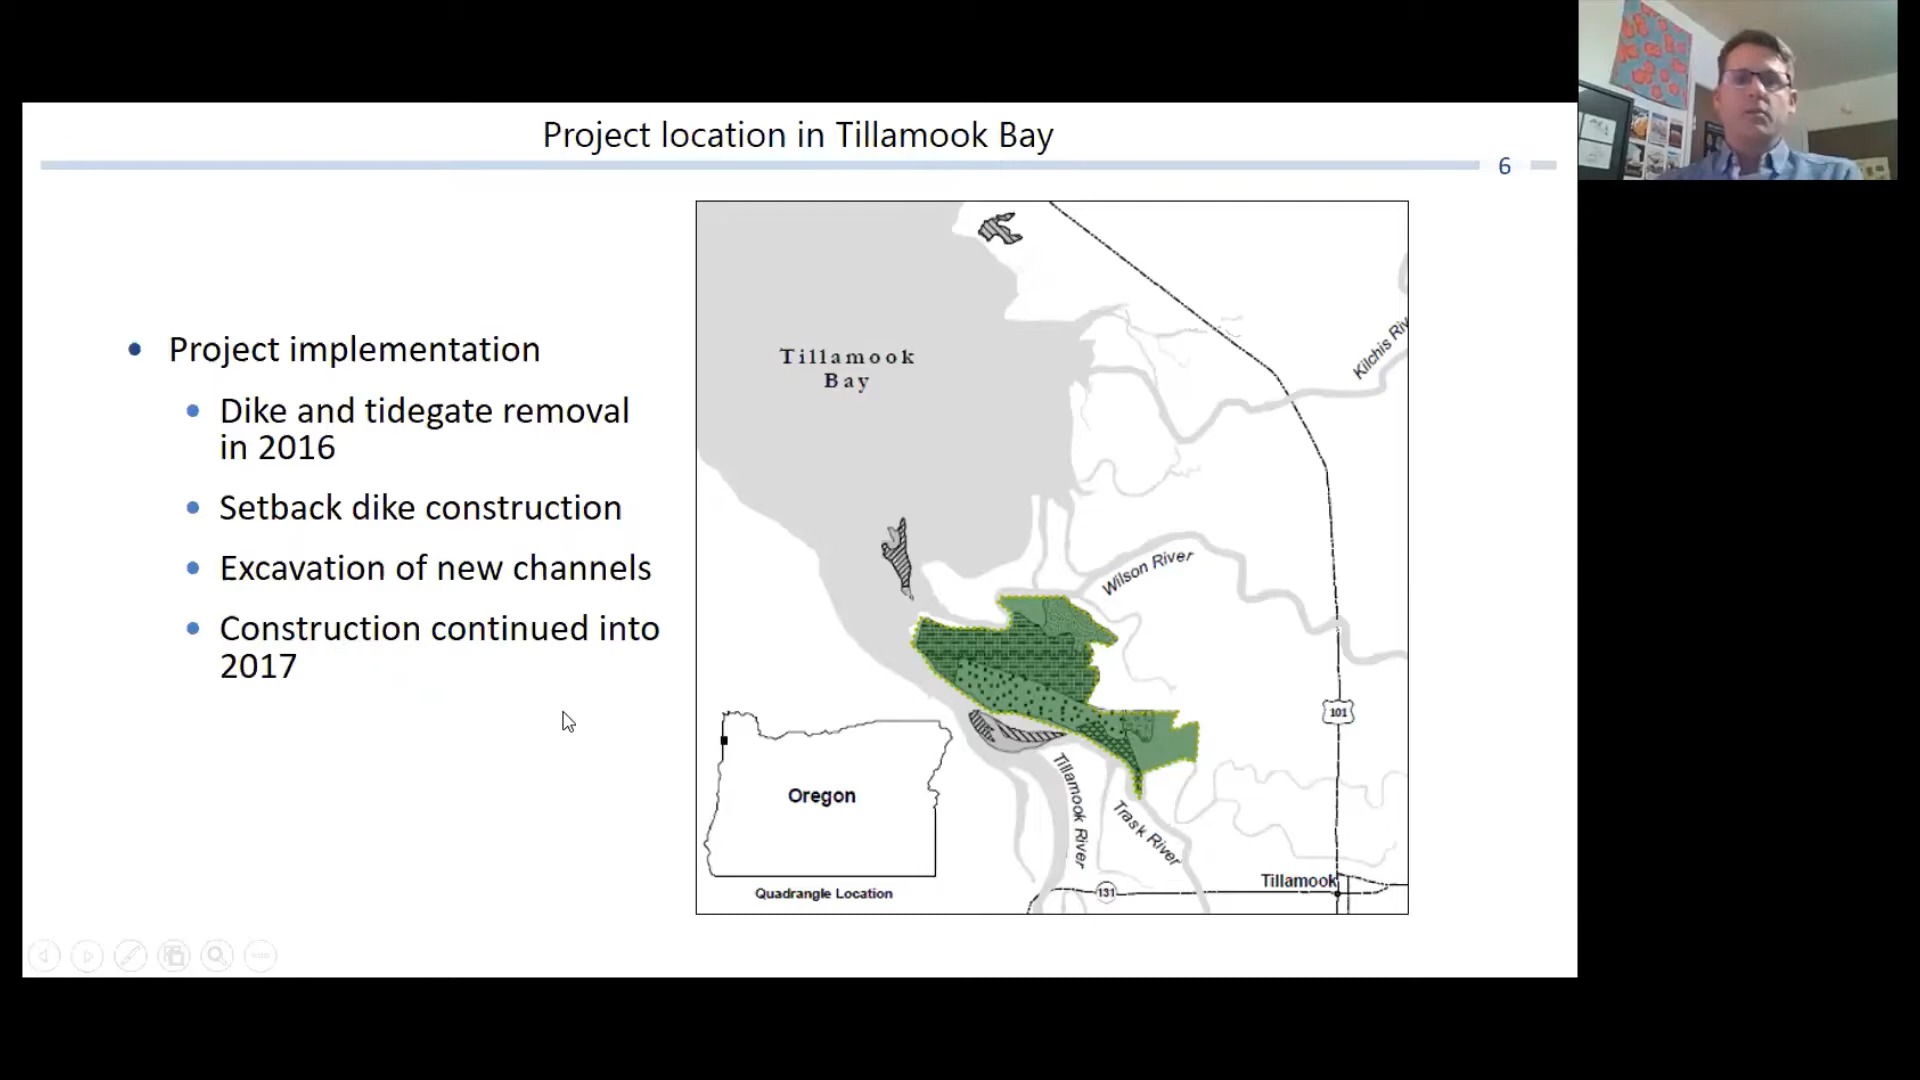 Project location in Tillamook Bay
6
Project implementation
Dike and tidegate removal
in 2016
Setback dike construction
Excavation of new channels
Construction continued into
2017
Tillamook
Bay
Kilchis Riv
Wilson River
101
Tillamook River
Trask River
Oregon
Quadrangle Location
131
Tillamook